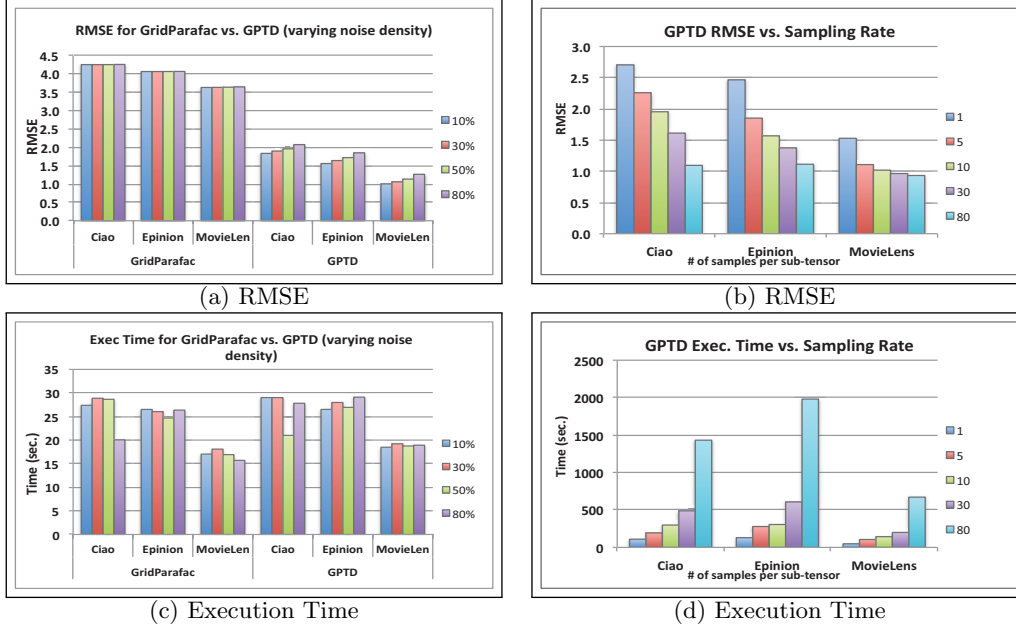 RMSE for GridParafac vs. GPTD (varying noise density)
4.5
4.0
3.5
3.0
2.5
2.0
1.5
1.0
0.5
0.0
RMSE
10%
30%
50%
80%
Ciao Epinion MovieLen Ciao Epinion MovieLen
GridParafac GPTD
(a) RMSE
GPTD RMSE vs. Sampling Rate
3.0
2.5
2.0
1.5
1.0
0.5
0.0
RMSE
1
5
10
30
80
Ciao Epinion MovieLens
# of samples per sub-tensor
(b) RMSE
Exec Time for GridParafac vs. GPTD (varying noise
density)
35
30
25
20
15
10
5
0
Time (sec.)
10%
30%
50%
80%
Ciao Epinion MovieLen Ciao Epinion MovieLen
GridParafac GPTD
(c) Execution Time
GPTD Exec. Time vs. Sampling Rate
2500
2000
1500
1000
500
0
Time (sec.)
1
5
10
30
80
Ciao Epinion MovieLens
# of samples per sub-tensor
(d) Execution Time